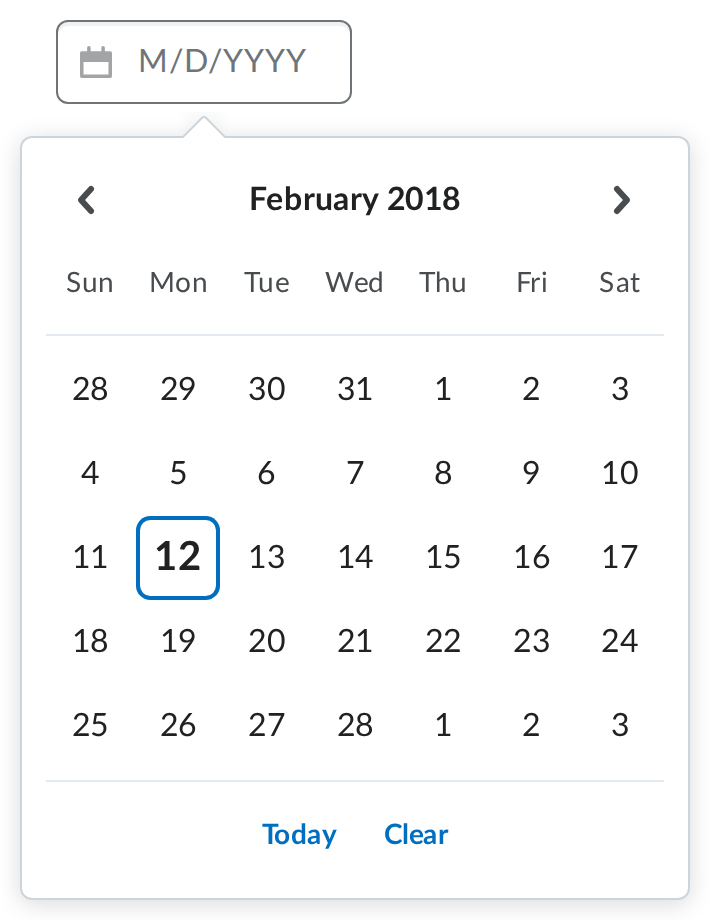 M/D/YYYY
February 2018
Sun Mon Tue Wed Thu Fri Sat
28 29 30 31 1 2 3
4 5 6 7 8 9 10
11 12 13 14 15 16 17
18 19 20 21 22 23 24
25 26 27 28 1 2 3
Today Clear